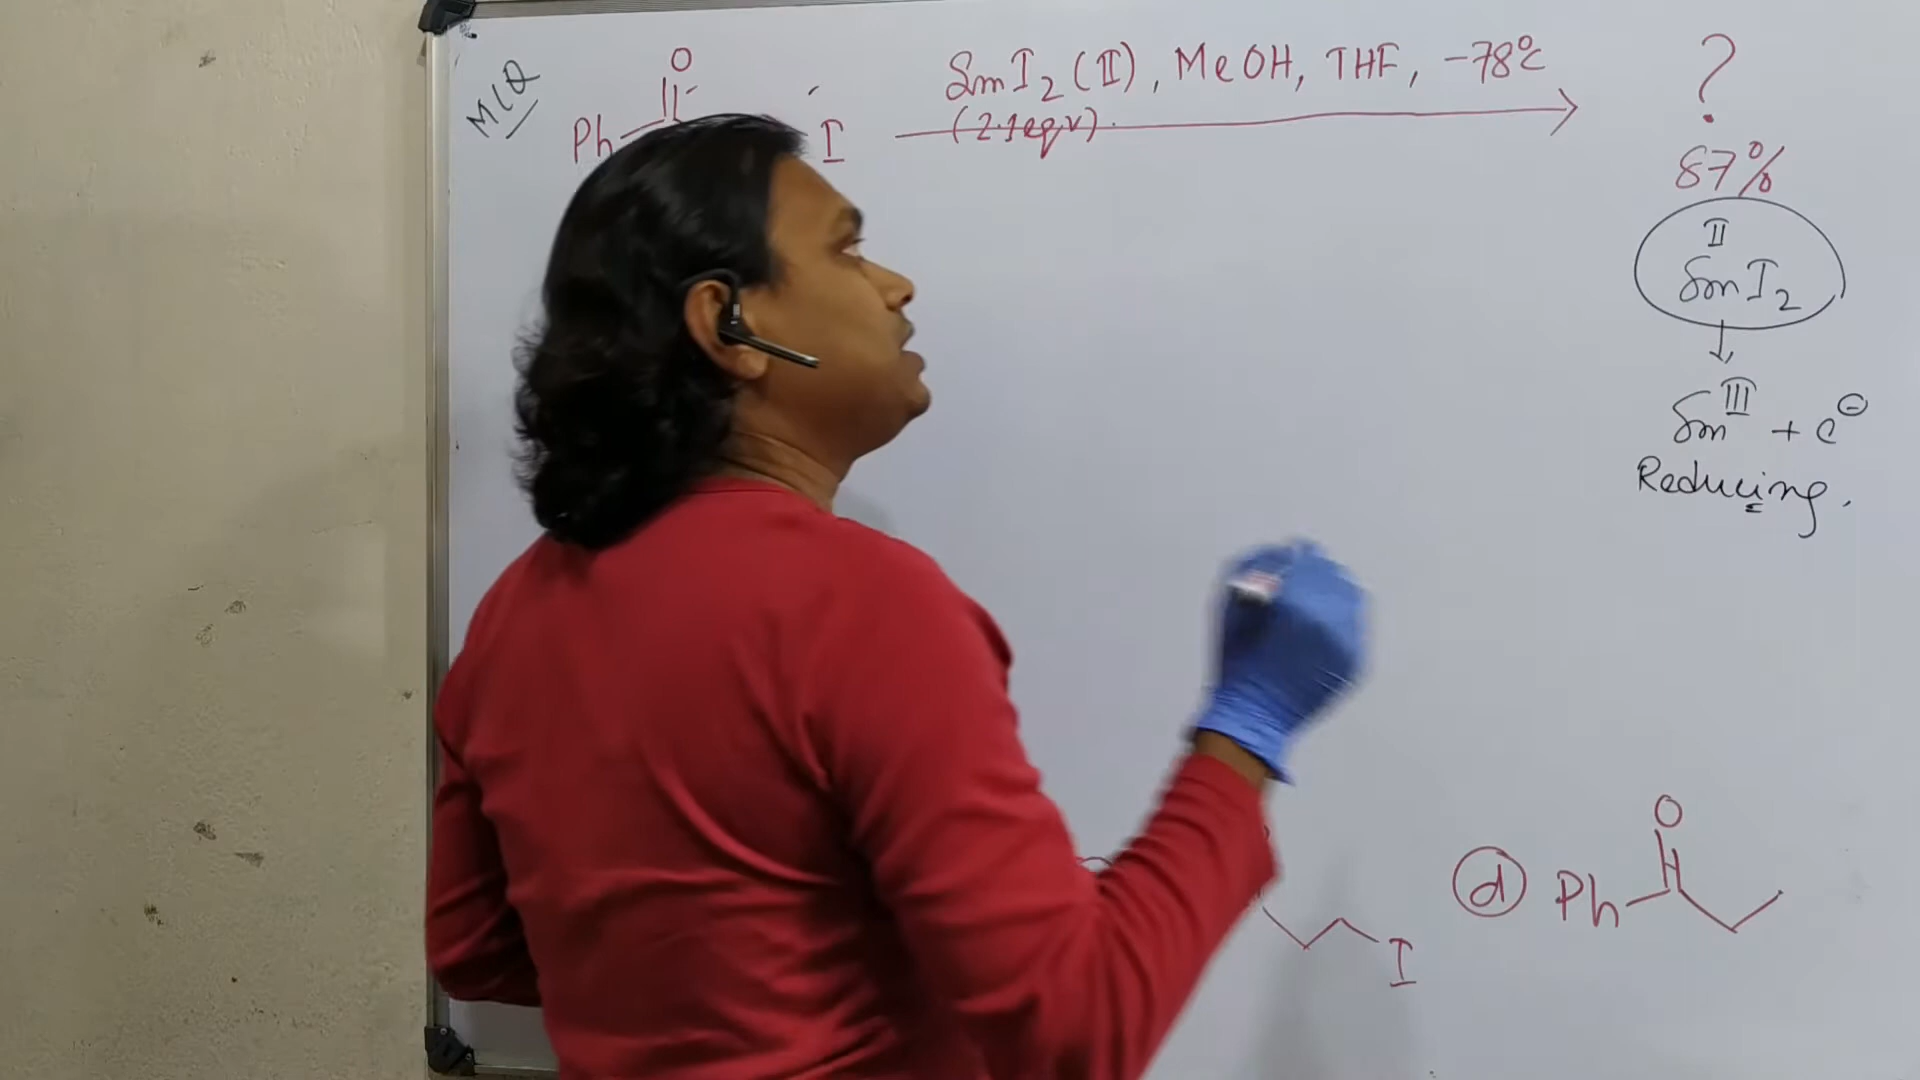 MCQ
O
Ph
I
SmI2 (II), MeOH, THF, -78°C
(2.1 eqv).
?
87%
II
SmI2
Sm III + e⊖
Reducing.
I
d
O
Ph